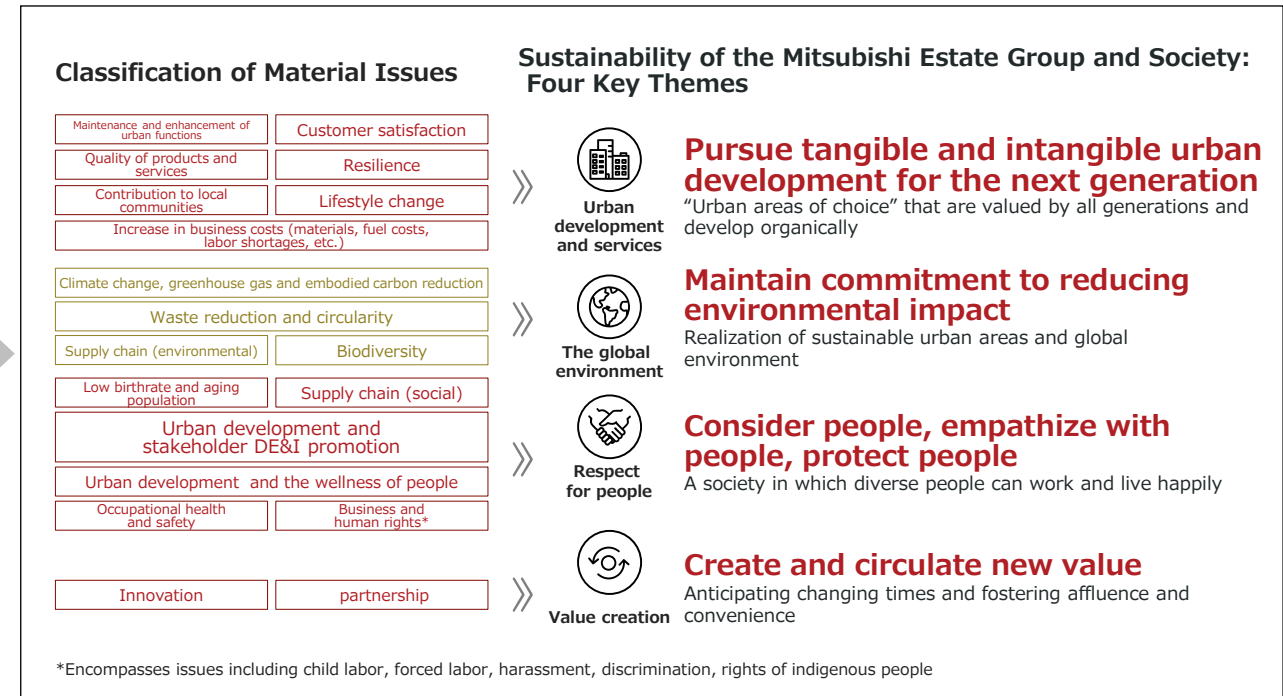 Classification of Material Issues
Maintenance and enhancement of
urban functions
Customer satisfaction
Quality of products and
services
Resilience
Contribution to local
communities
Lifestyle change
Increase in business costs (materials, fuel costs,
labor shortages, etc.)
Climate change, greenhouse gas and embodied carbon reduction
Waste reduction and circularity
Supply chain (environmental)
Biodiversity
Low birthrate and aging
population
Supply chain (social)
Urban development and
stakeholder DE&I promotion
Urban development and the wellness of people
Occupational health
and safety
Business and
human rights*
Innovation
partnership
Sustainability of the Mitsubishi Estate Group and Society:
Four Key Themes
Urban
development
and services
Pursue tangible and intangible urban
development for the next generation
“Urban areas of choice” that are valued by all generations and
develop organically
The global
environment
Maintain commitment to reducing
environmental impact
Realization of sustainable urban areas and global
environment
Respect
for people
Consider people, empathize with
people, protect people
A society in which diverse people can work and live happily
Value creation
Create and circulate new value
Anticipating changing times and fostering affluence and
convenience
*Encompasses issues including child labor, forced labor, harassment, discrimination, rights of indigenous people